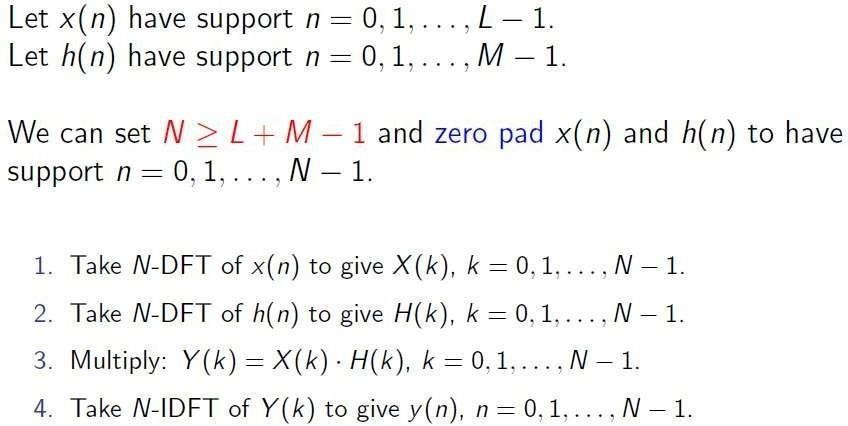 Let x(n) have support n = 0, 1, . . . , L − 1.
Let h(n) have support n = 0, 1, . . . , M − 1.
We can set N ≥ L + M − 1 and zero pad x(n) and h(n) to have
support n = 0, 1, . . . , N − 1.
1. Take N-DFT of x(n) to give X(k), k = 0, 1, . . . , N − 1.
2. Take N-DFT of h(n) to give H(k), k = 0, 1, . . . , N − 1.
3. Multiply: Y(k) = X(k) · H(k), k = 0, 1, . . . , N − 1.
4. Take N-IDFT of Y(k) to give y(n), n = 0, 1, . . . , N − 1.